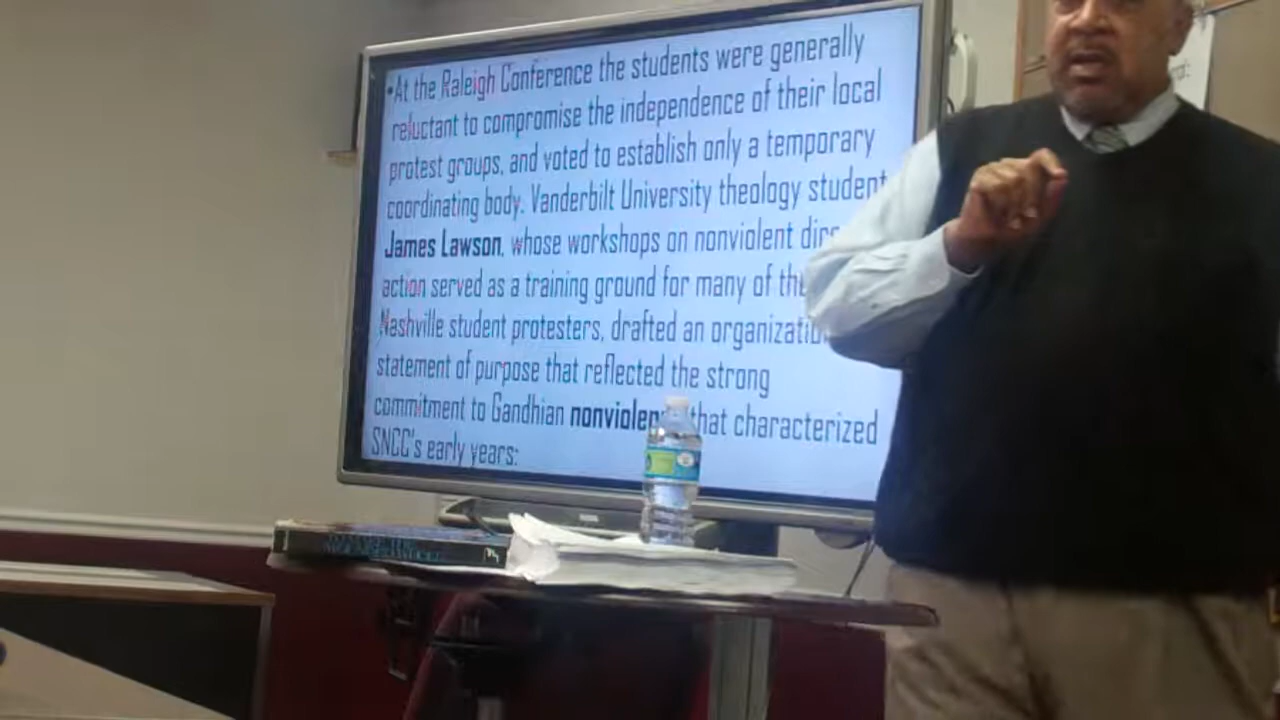 •At the Raleigh Conference the students were generally
reluctant to compromise the independence of their local
protest groups, and voted to establish only a temporary
coordinating body. Vanderbilt University theology student
James Lawson, whose workshops on nonviolent
action served as a training ground for many of
Nashville student protesters, drafted an
statement of purpose that reflected the strong
commitment to Gandhian that characterized
SNCC's early years: